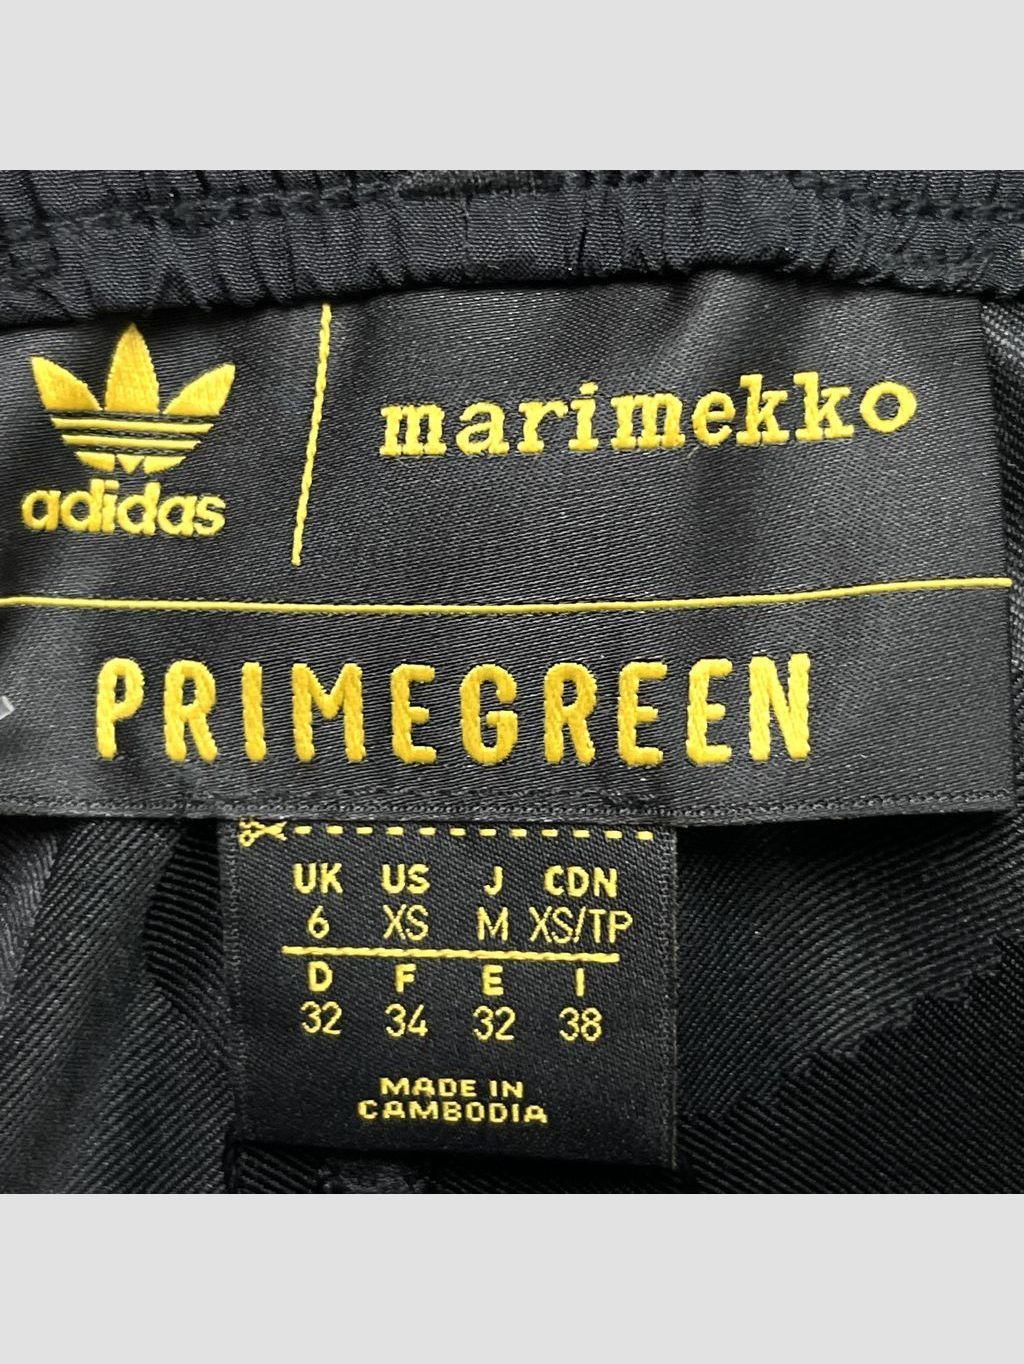 adidas
marimekko
PRIMEGREEN
UK US J CDN
6 XS M XS/TP
D F E I
32 34 32 38
MADE IN
CAMBODIA